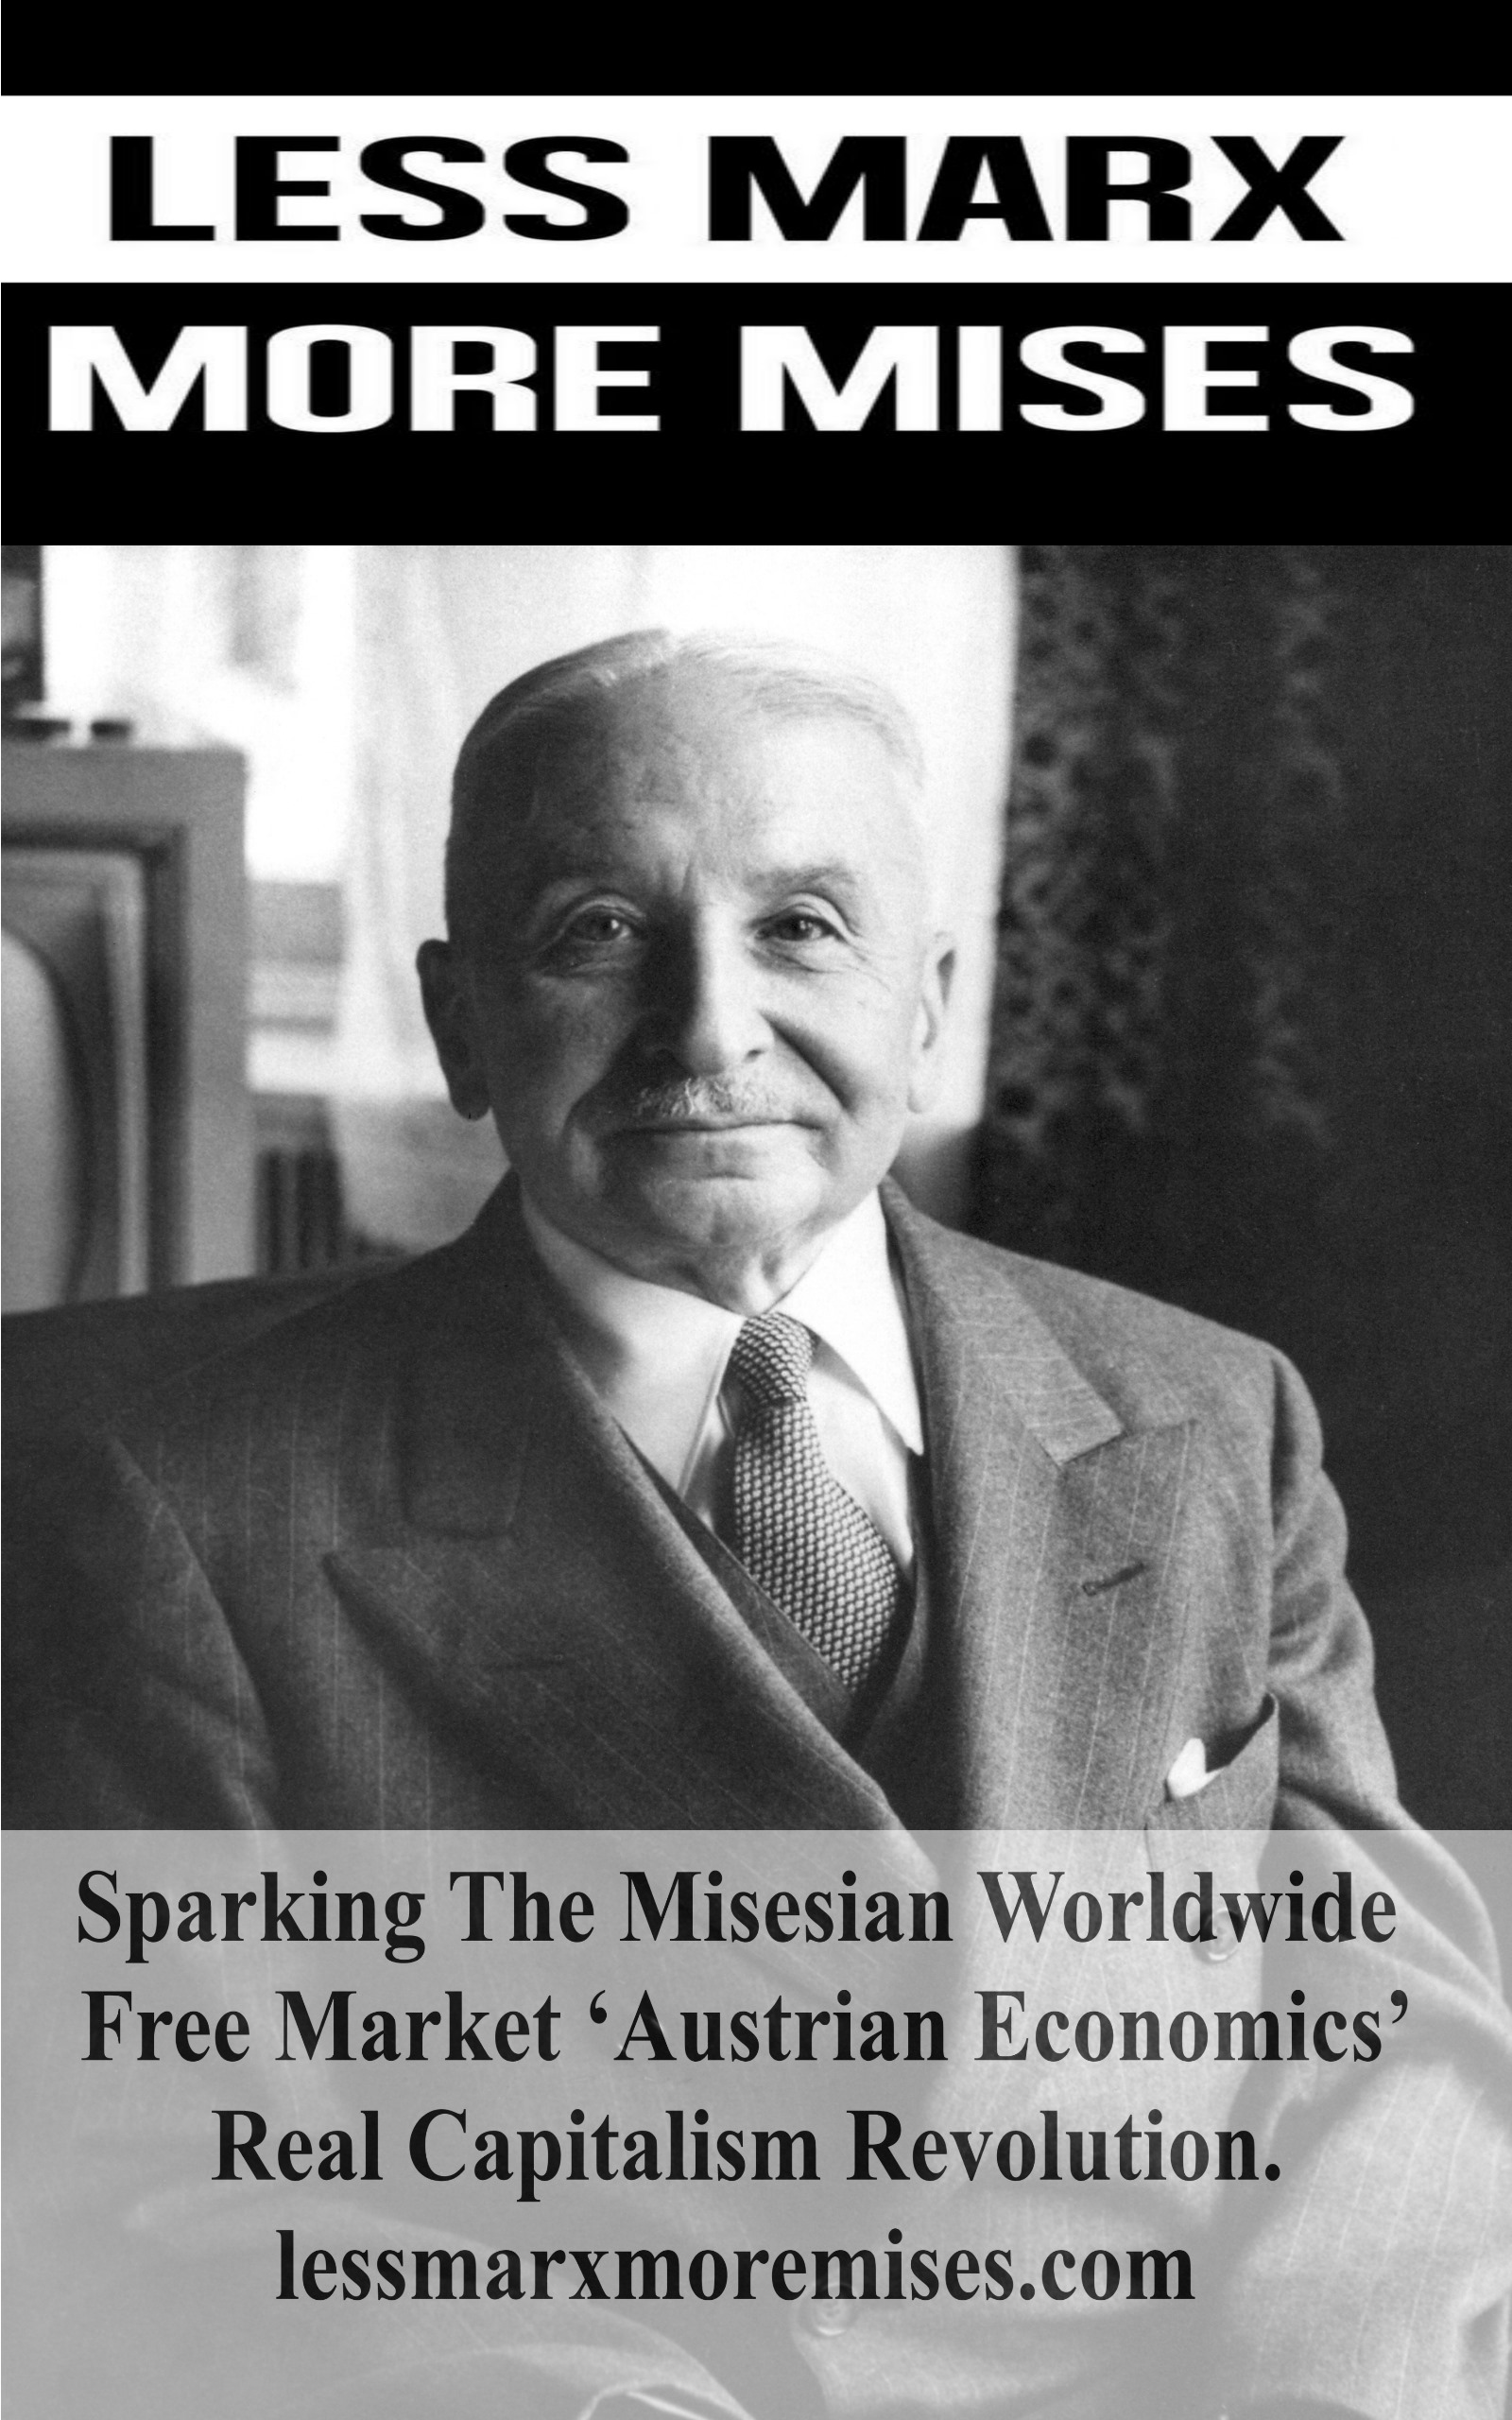 LESS MARX
MORE MISES
Sparking The Misesian Worldwide
Free Market ‘Austrian Economics’
Real Capitalism Revolution.
lessmarxmoremises.com